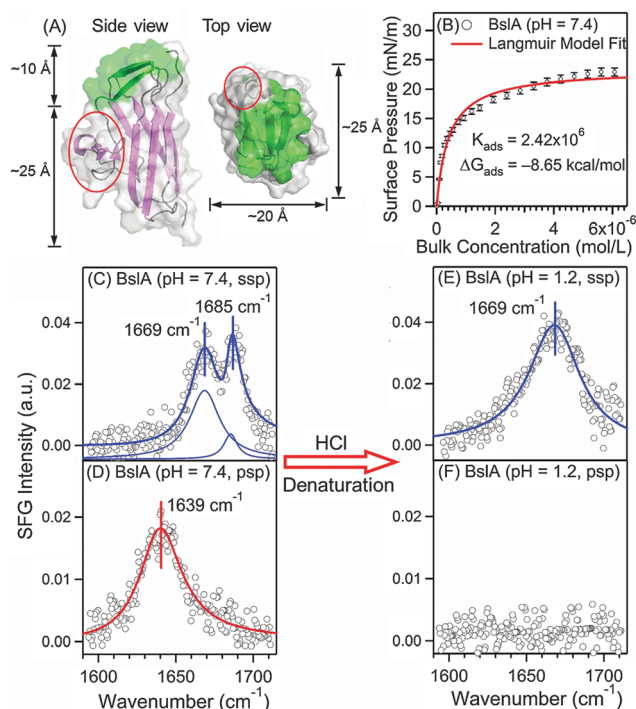 (A) Side view Top view
~10 Å
~25 Å
~25 Å
~20 Å
(B) ○ BslA (pH = 7.4)
Langmuir Model Fit
Surface Pressure (mN/m)
30
25
20
15
10
5
0
K_ads = 2.42x10^6
ΔG_ads = –8.65 kcal/mol
0 2 4 6x10^-6
Bulk Concentration (mol/L)
(C) BslA (pH = 7.4, ssp)
1685 cm^-1
1669 cm^-1
0.04
0.02
0.00
SFG Intensity (a.u.)
(D) BslA (pH = 7.4, psp)
1639 cm^-1
0.02
0.01
0.00
1600 1650 1700
Wavenumber (cm^-1)
HCl
Denaturation
(E) BslA (pH = 1.2, ssp)
1669 cm^-1
0.04
0.02
0.00
(F) BslA (pH = 1.2, psp)
0.02
0.01
0.00
1600 1650 1700
Wavenumber (cm^-1)